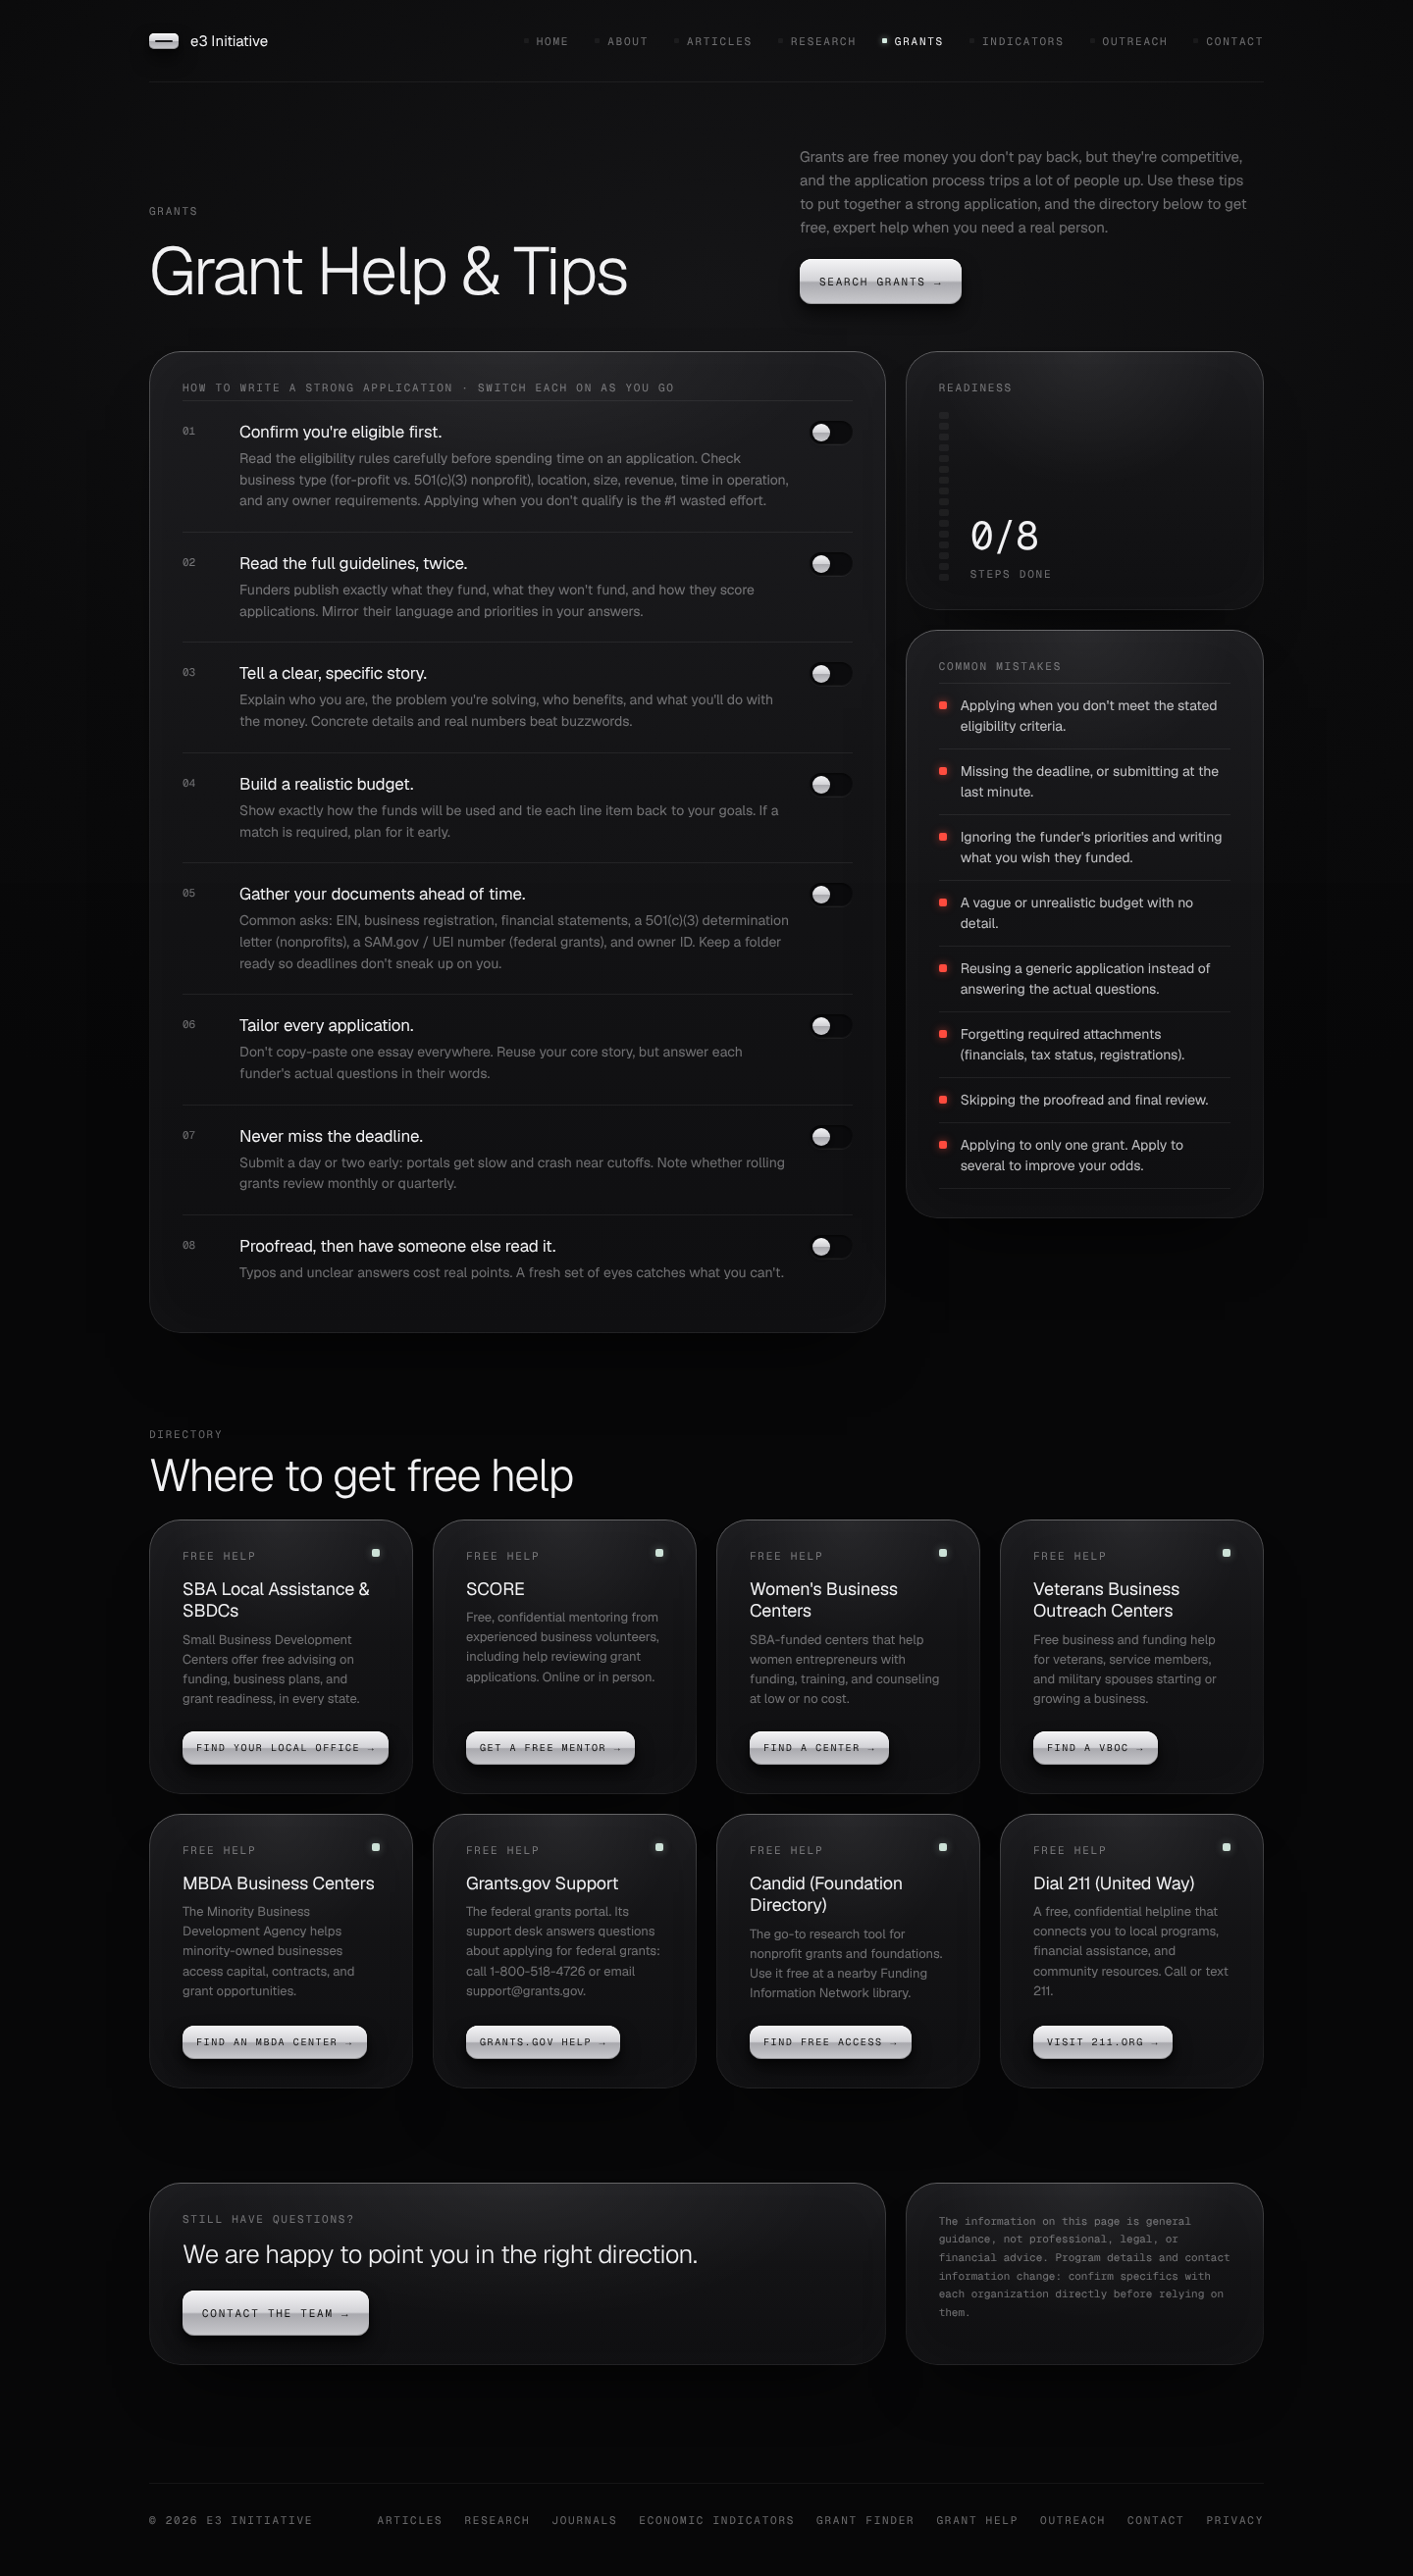 e3 Initiative
HOME
ABOUT
ARTICLES
RESEARCH
GRANTS
INDICATORS
OUTREACH
CONTACT
GRANTS
Grant Help & Tips
Grants are free money you don't pay back, but they're competitive,
and the application process trips a lot of people up. Use these tips
to put together a strong application, and the directory below to get
free, expert help when you need a real person.
SEARCH GRANTS →
HOW TO WRITE A STRONG APPLICATION · SWITCH EACH ON AS YOU GO
01
Confirm you're eligible first.
Read the eligibility rules carefully before spending time on an application. Check
business type (for-profit vs. 501(c)(3) nonprofit), location, size, revenue, time in operation,
and any owner requirements. Applying when you don't qualify is the #1 wasted effort.
02
Read the full guidelines, twice.
Funders publish exactly what they fund, what they won't fund, and how they score
applications. Mirror their language and priorities in your answers.
03
Tell a clear, specific story.
Explain who you are, the problem you're solving, who benefits, and what you'll do with
the money. Concrete details and real numbers beat buzzwords.
04
Build a realistic budget.
Show exactly how the funds will be used and tie each line item back to your goals. If a
match is required, plan for it early.
05
Gather your documents ahead of time.
Common asks: EIN, business registration, financial statements, a 501(c)(3) determination
letter (nonprofits), a SAM.gov / UEI number (federal grants), and owner ID. Keep a folder
ready so deadlines don't sneak up on you.
06
Tailor every application.
Don't copy-paste one essay everywhere. Reuse your core story, but answer each
funder's actual questions in their words.
07
Never miss the deadline.
Submit a day or two early: portals get slow and crash near cutoffs. Note whether rolling
grants review monthly or quarterly.
08
Proofread, then have someone else read it.
Typos and unclear answers cost real points. A fresh set of eyes catches what you can't.
READINESS
0/8
STEPS DONE
COMMON MISTAKES
Applying when you don't meet the stated
eligibility criteria.
Missing the deadline, or submitting at the
last minute.
Ignoring the funder's priorities and writing
what you wish they funded.
A vague or unrealistic budget with no
detail.
Reusing a generic application instead of
answering the actual questions.
Forgetting required attachments
(financials, tax status, registrations).
Skipping the proofread and final review.
Applying to only one grant. Apply to
several to improve your odds.
DIRECTORY
Where to get free help
FREE HELP
SBA Local Assistance &
SBDCs
Small Business Development
Centers offer free advising on
funding, business plans, and
grant readiness, in every state.
FIND YOUR LOCAL OFFICE →
FREE HELP
SCORE
Free, confidential mentoring from
experienced business volunteers,
including help reviewing grant
applications. Online or in person.
GET A FREE MENTOR →
FREE HELP
Women's Business
Centers
SBA-funded centers that help
women entrepreneurs with
funding, training, and counseling
at low or no cost.
FIND A CENTER →
FREE HELP
Veterans Business
Outreach Centers
Free business and funding help
for veterans, service members,
and military spouses starting or
growing a business.
FIND A VBOC →
FREE HELP
MBDA Business Centers
The Minority Business
Development Agency helps
minority-owned businesses
access capital, contracts, and
grant opportunities.
FIND AN MBDA CENTER →
FREE HELP
Grants.gov Support
The federal grants portal. Its
support desk answers questions
about applying for federal grants:
call 1-800-518-4726 or email
support@grants.gov.
GRANTS.GOV HELP →
FREE HELP
Candid (Foundation
Directory)
The go-to research tool for
nonprofit grants and foundations.
Use it free at a nearby Funding
Information Network library.
FIND FREE ACCESS →
FREE HELP
Dial 211 (United Way)
A free, confidential helpline that
connects you to local programs,
financial assistance, and
community resources. Call or text
211.
VISIT 211.ORG →
STILL HAVE QUESTIONS?
We are happy to point you in the right direction.
CONTACT THE TEAM →
The information on this page is general
guidance, not professional, legal, or
financial advice. Program details and contact
information change: confirm specifics with
each organization directly before relying on
them.
© 2026 E3 INITIATIVE
ARTICLES
RESEARCH
JOURNALS
ECONOMIC INDICATORS
GRANT FINDER
GRANT HELP
OUTREACH
CONTACT
PRIVACY